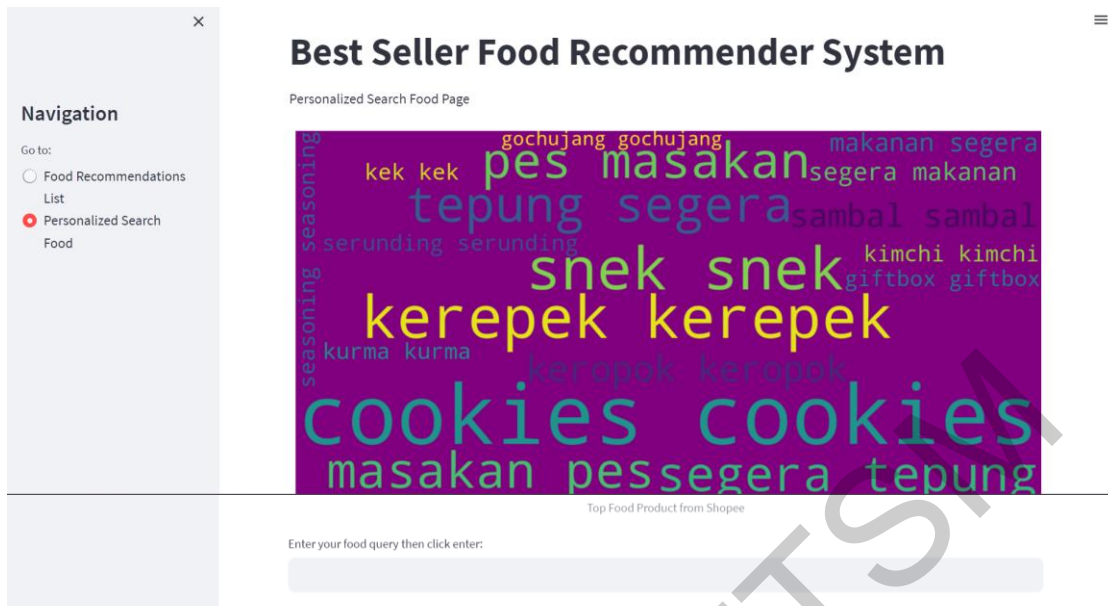 Best Seller Food Recommender System
Personalized Search Food Page
Navigation
Go to:
Food Recommendations
List
Personalized Search
Food
gochujang gochujang
makanan segera
kek kek
pes masakan
segera makanan
tepung segera
sambal sambal
seasoning seasoning
serunding serunding
snek snek
kimchi kimchi
giftbox giftbox
kerepek kerepek
kurma kurma
keropok keropok
cookies cookies
masakan pes
segera tepung
Top Food Product from Shopee
Enter your food query then click enter:
TSM